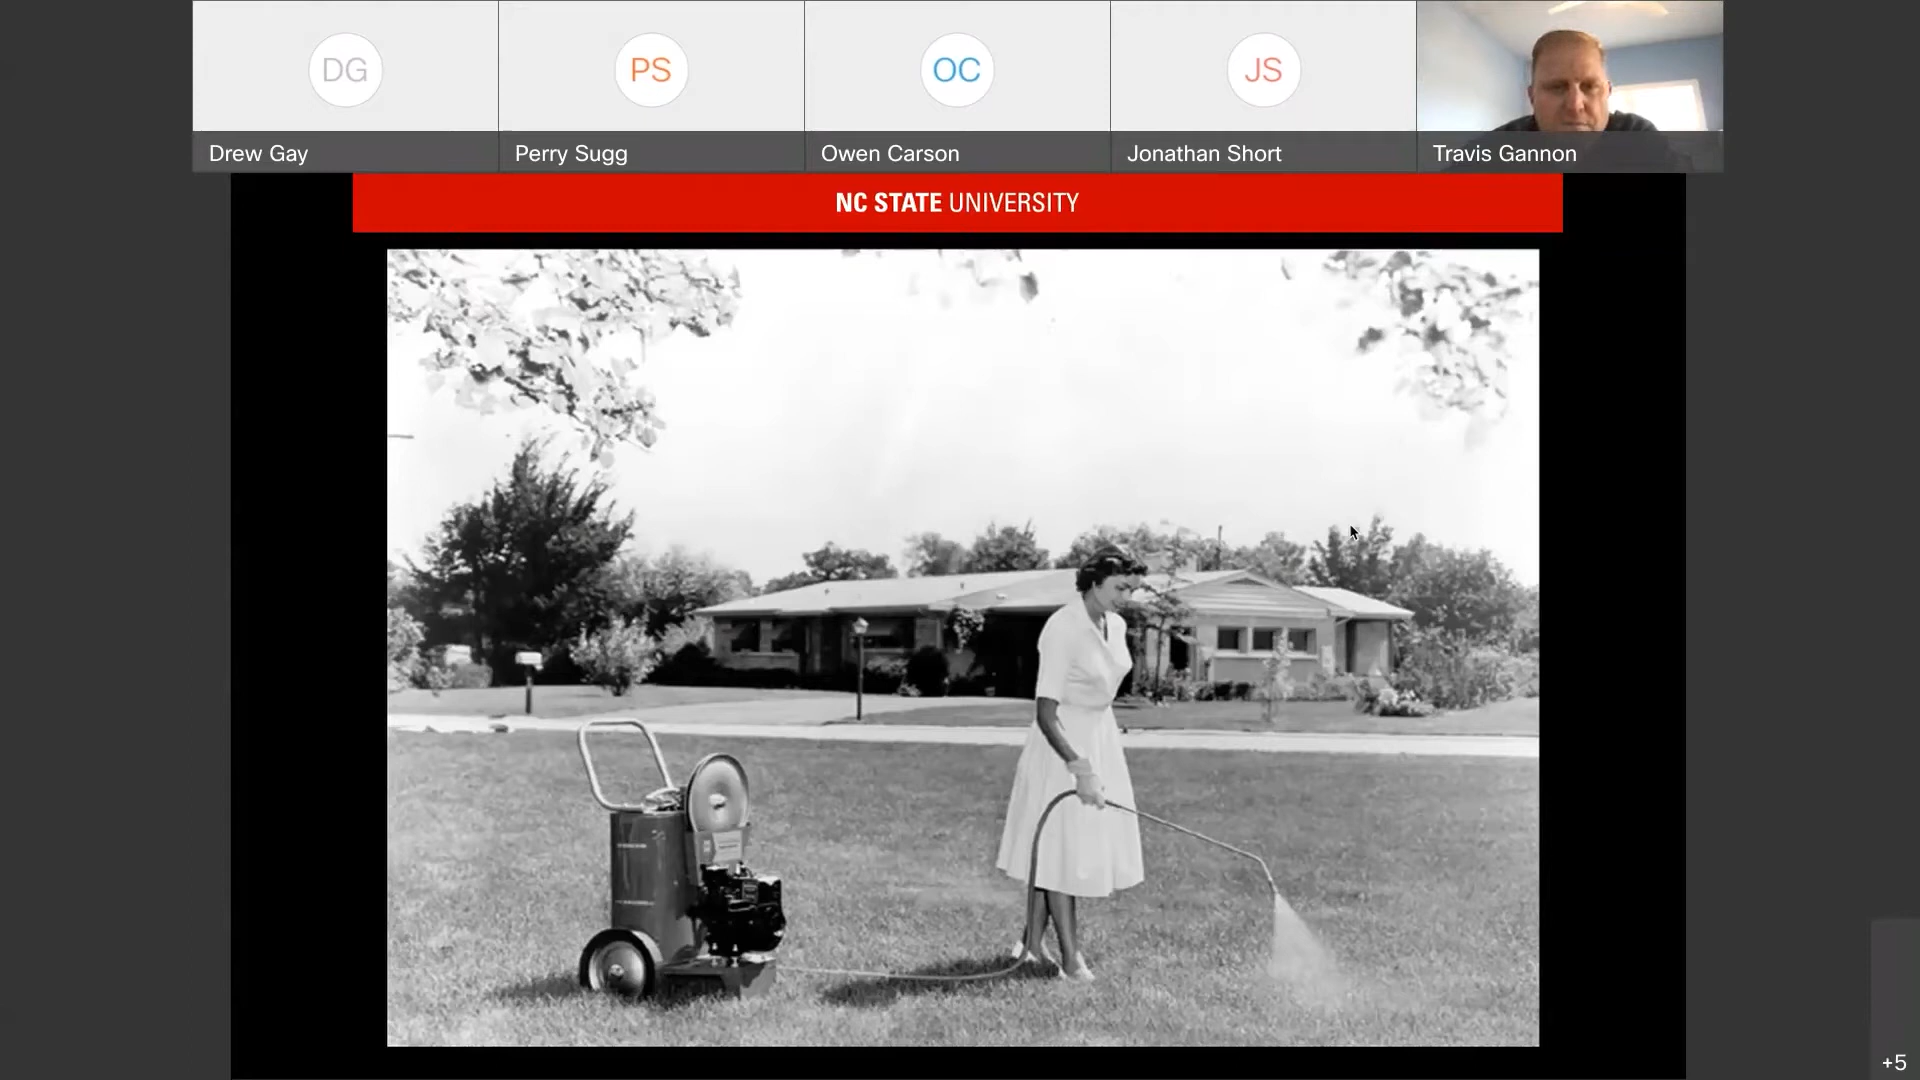 DG
PS
OC
JS
Drew Gay
Perry Sugg
Owen Carson
Jonathan Short
Travis Gannon
NC STATE UNIVERSITY
+5